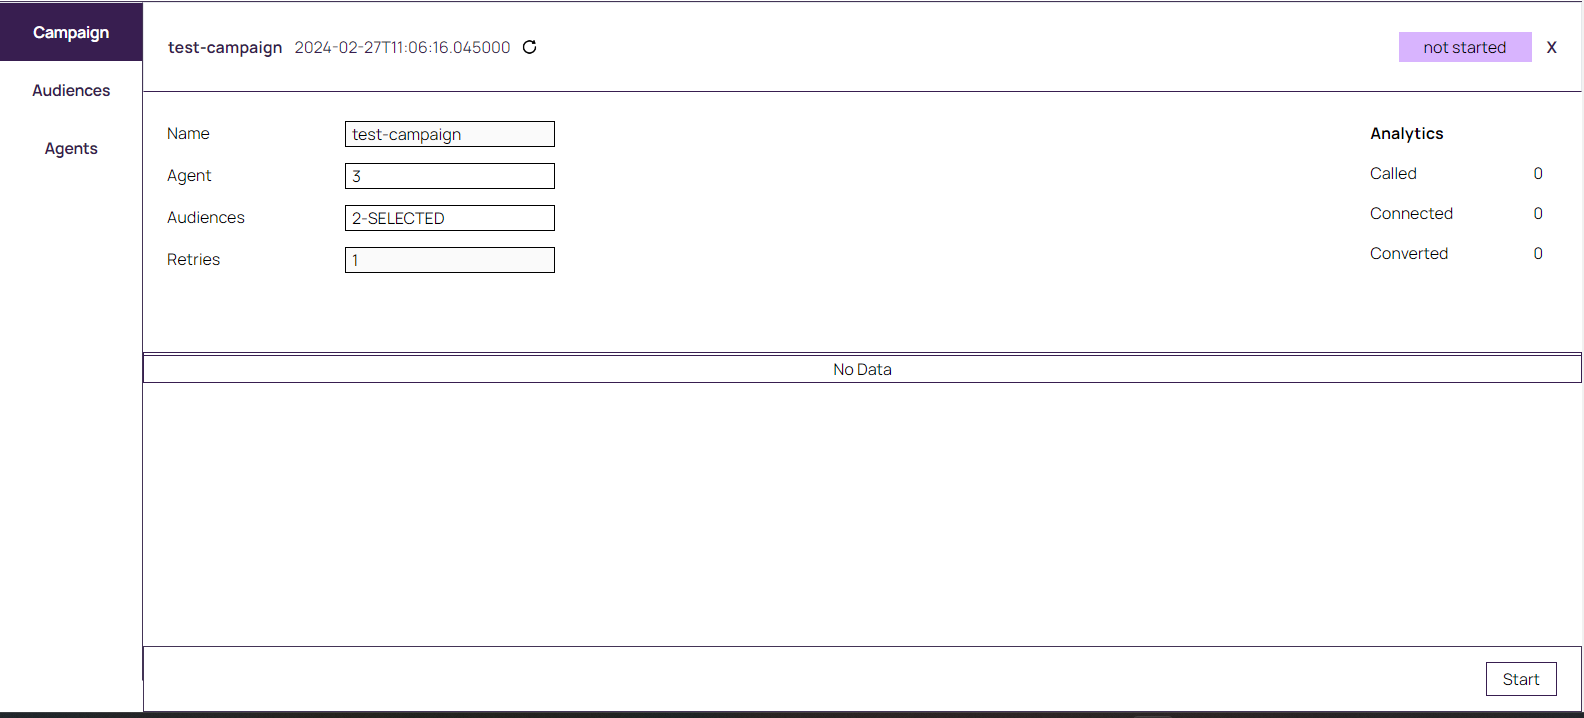 Campaign
Audiences
Agents
test-campaign 2024-02-27T11:06:16.045000
not started X
Name test-campaign
Agent 3
Audiences 2-SELECTED
Retries 1
Analytics
Called 0
Connected 0
Converted 0
No Data
Start